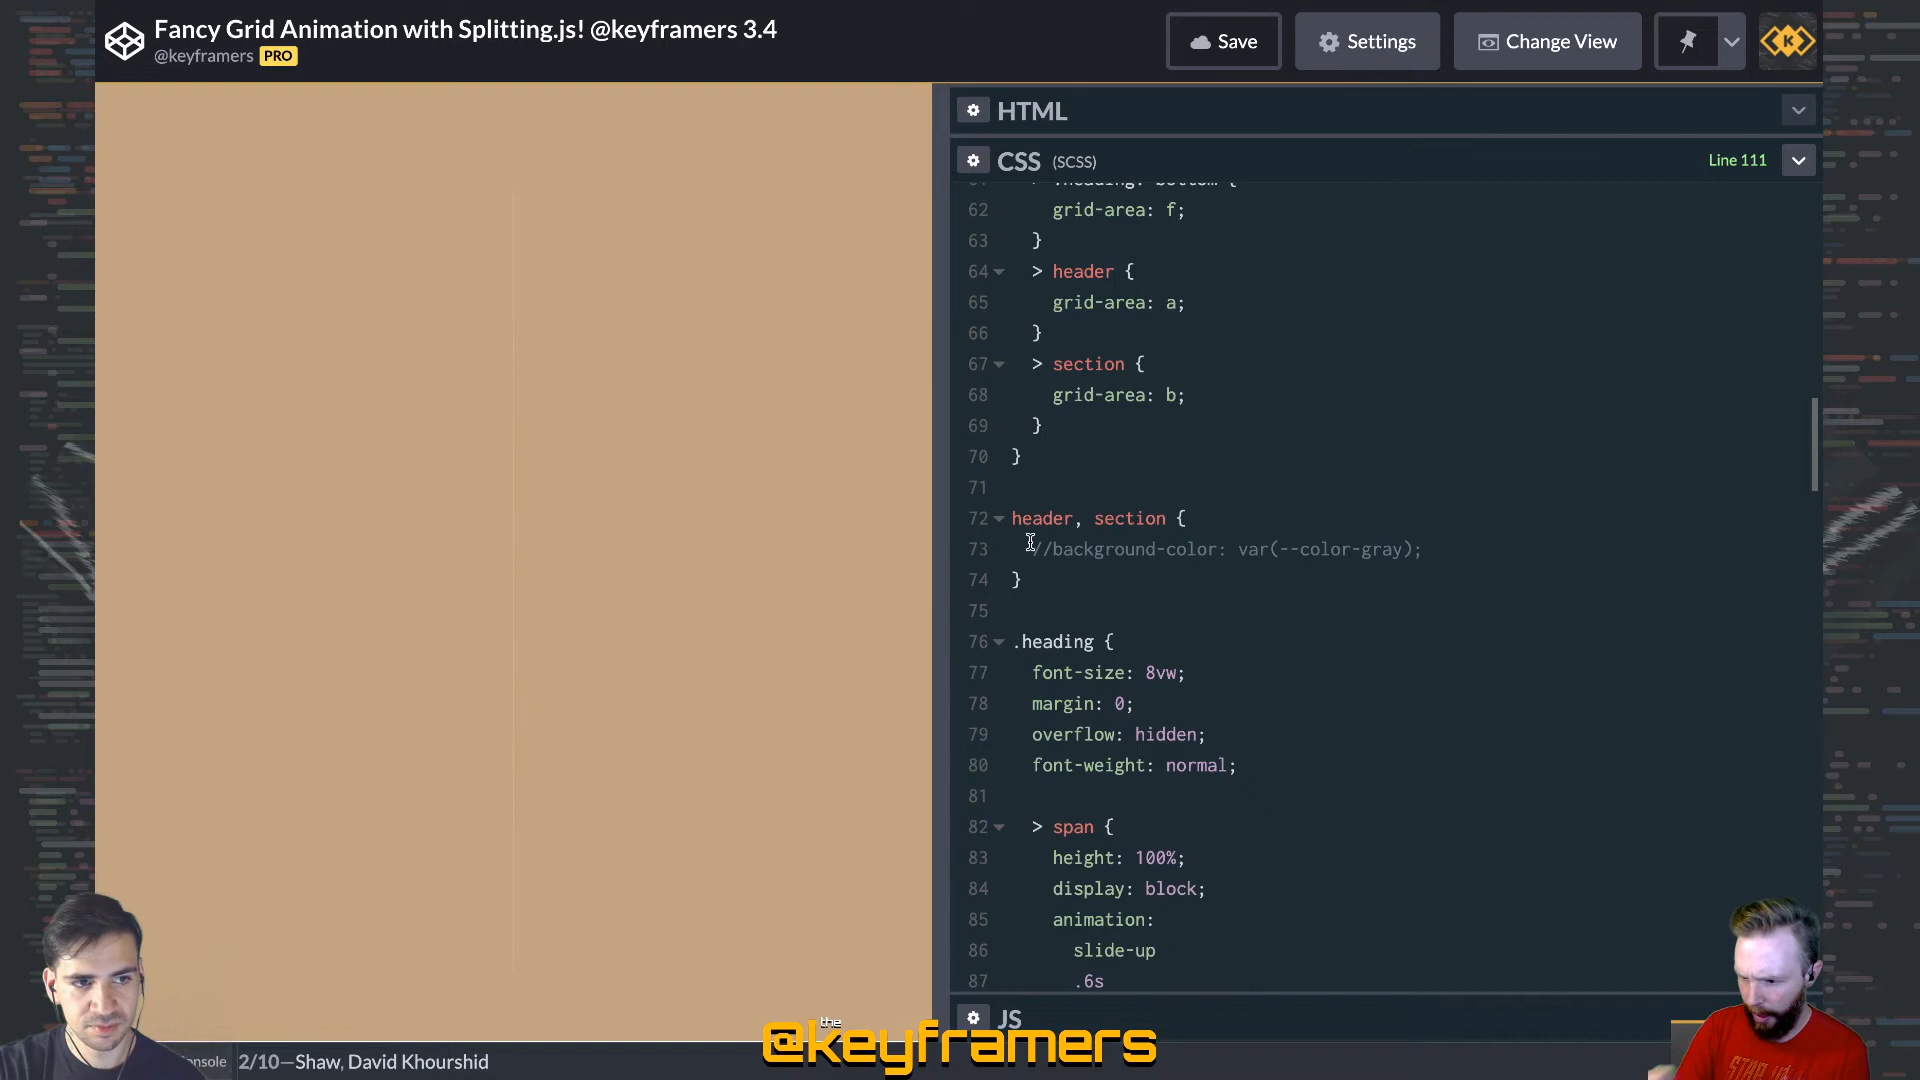 Fancy Grid Animation with Splitting.js! @keyframers 3.4
@keyframers PRO
Save
Settings
Change View
HTML
CSS (SCSS)
Line 111
62 grid-area: f;
63 }
64 > header {
65 grid-area: a;
66 }
67 > section {
68 grid-area: b;
69 }
70 }
71
72 header, section {
73 //background-color: var(--color-gray);
74 }
75
76 .heading {
77 font-size: 8vw;
78 margin: 0;
79 overflow: hidden;
80 font-weight: normal;
81
82 > span {
83 height: 100%;
84 display: block;
85 animation:
86 slide-up
87 .6s
JS
the
@keyframers
onsole 2/10—Shaw, David Khourshid